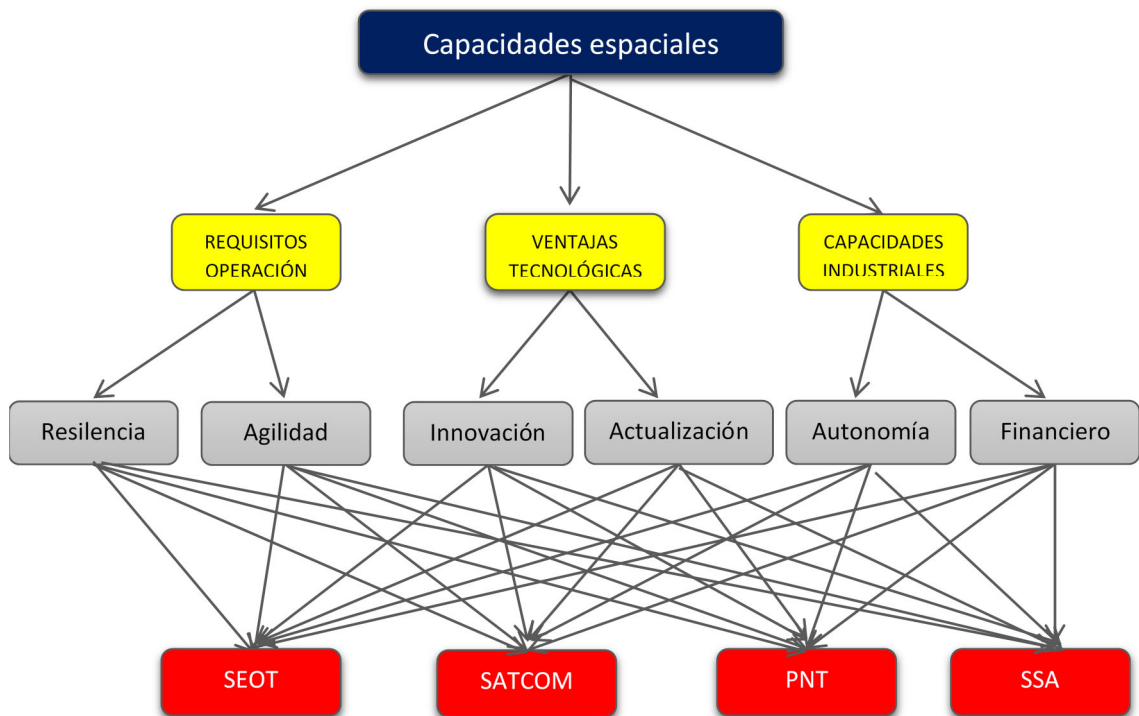 Capacidades espaciales
REQUISITOS
OPERACIÓN
VENTAJAS
TECNOLÓGICAS
CAPACIDADES
INDUSTRIALES
Resilencia
Agilidad
Innovación
Actualización
Autonomía
Financiero
SEOT
SATCOM
PNT
SSA